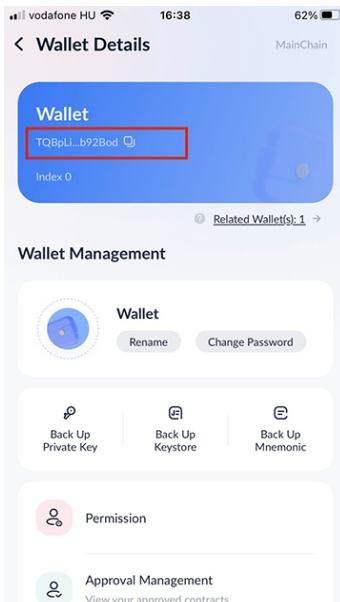 vodafone HU 16:38 62%
Wallet Details MainChain
Wallet
TQBpLi...b92Bod
Index 0
Related Wallet(s): 1
Wallet Management
Wallet
Rename Change Password
Back Up Private Key
Back Up Keystore
Back Up Mnemonic
Permission
Approval Management
View your approved contracts